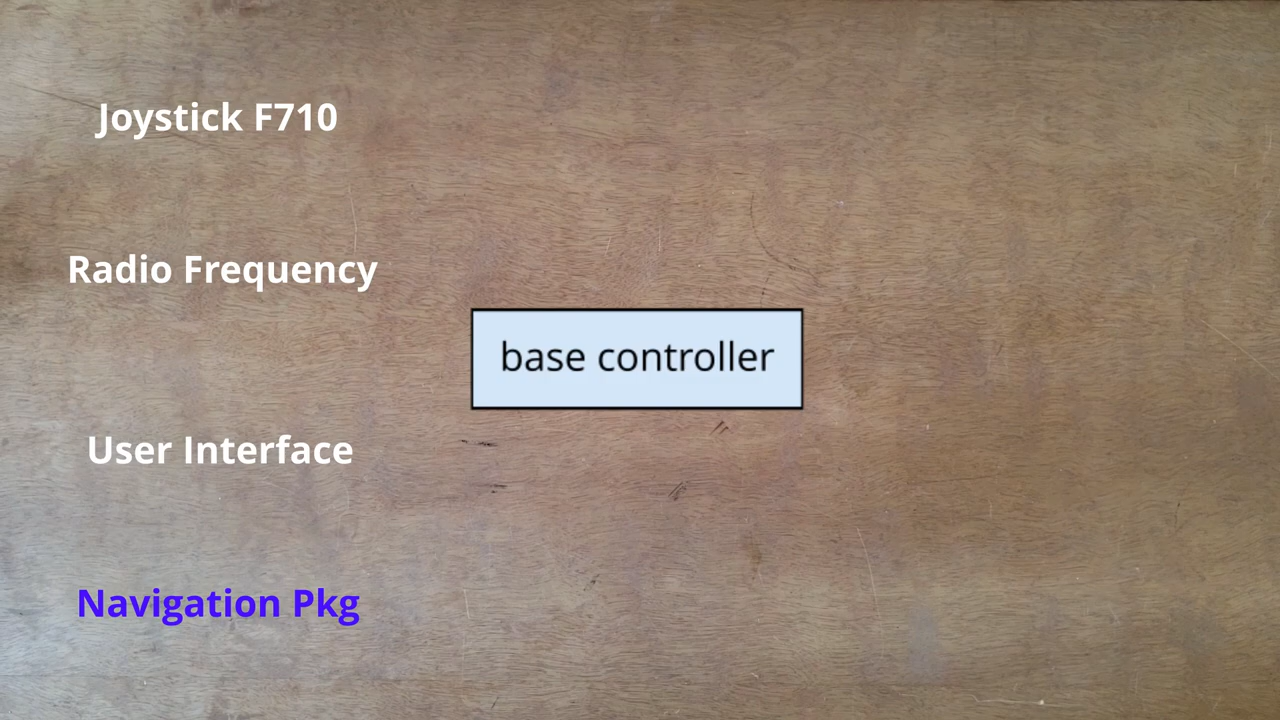 Joystick F710
Radio Frequency
base controller
User Interface
Navigation Pkg